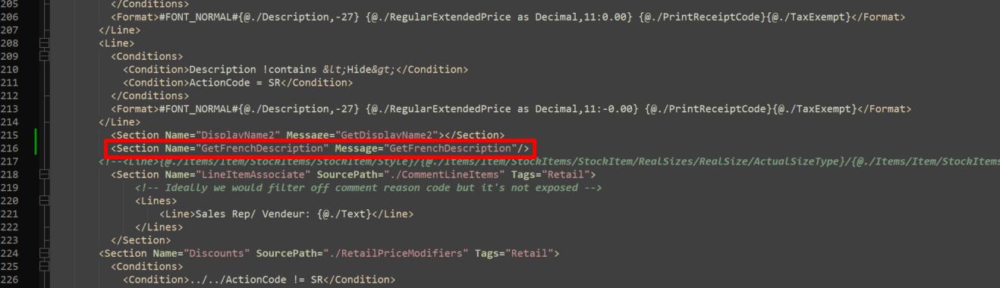 205 </Conditions>
206 <Format>#FONT_NORMAL#{@./Description,-27} {@./RegularExtendedPrice as Decimal,11:0.00} {@./PrintReceiptCode}{@./TaxExempt}</Format>
207 </Line>
208 <Line>
209 <Conditions>
210 <Condition>Description !contains &lt;Hide&gt;</Condition>
211 <Condition>ActionCode = SR</Condition>
212 </Conditions>
213 <Format>#FONT_NORMAL#{@./Description,-27} {@./RegularExtendedPrice as Decimal,11:-0.00} {@./PrintReceiptCode}{@./TaxExempt}</Format>
214 </Line>
215 <Section Name="DisplayName2" Message="GetDisplayName2"></Section>
216 <Section Name="GetFrenchDescription" Message="GetFrenchDescription"/>
217 <!--<Line>{@./Items/Item/StockItems/StockItem/Style}/{@./Items/Item/StockItems/StockItem/RealSizes/RealSize/ActualSizeType}/{@./Items/Item/StockItems
218 <Section Name="LineItemAssociate" SourcePath="./CommentLineItems" Tags="Retail">
219 <!-- Ideally we would filter off comment reason code but it's not exposed -->
220 <Lines>
221 <Line>Sales Rep/ Vendeur: {@./Text}</Line>
222 </Lines>
223 </Section>
224 <Section Name="Discounts" SourcePath="./RetailPriceModifiers" Tags="Retail">
225 <Conditions>
226 <Condition>../../ActionCode != SR</Condition>